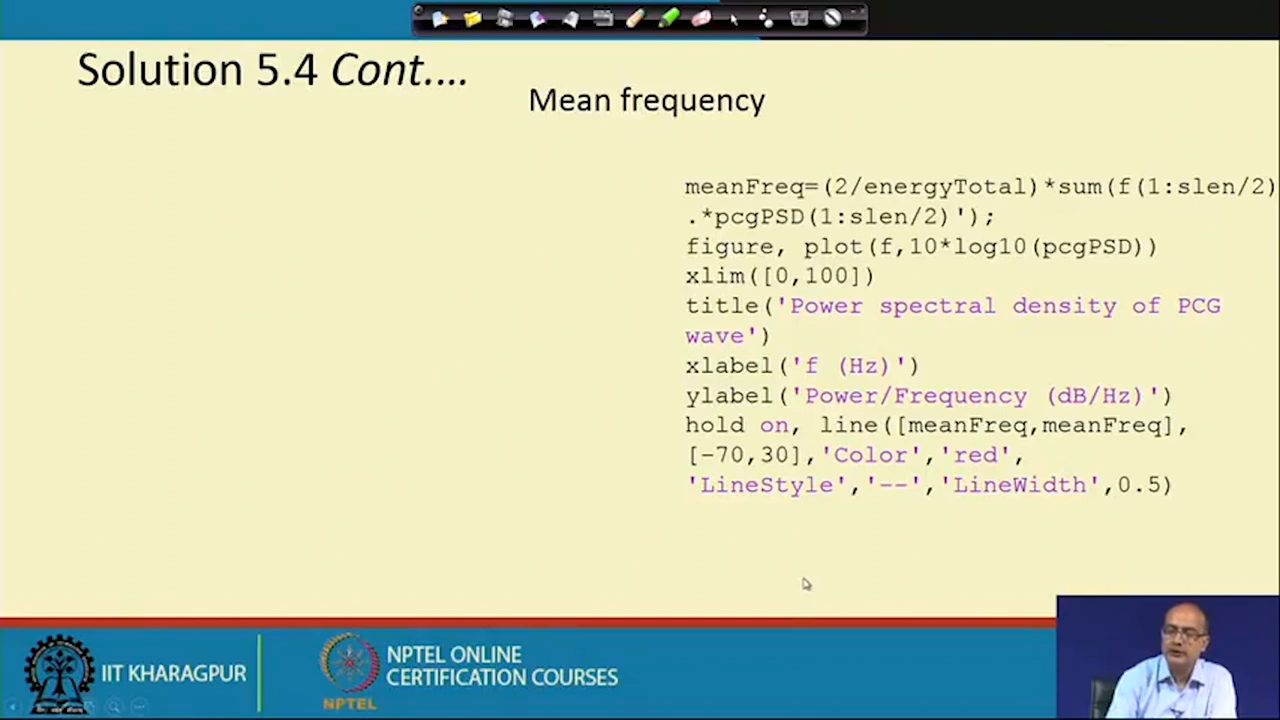 Solution 5.4 Cont....
Mean frequency
meanFreq=(2/energyTotal)*sum(f(1:slen/2)
.*pcgPSD(1:slen/2)');
figure, plot(f,10*log10(pcgPSD))
xlim([0,100])
title('Power spectral density of PCG
wave')
xlabel('f (Hz)')
ylabel('Power/Frequency (dB/Hz)')
hold on, line([meanFreq,meanFreq],
[-70,30],'Color','red',
'LineStyle','--','LineWidth',0.5)
IIT KHARAGPUR
NPTEL
NPTEL ONLINE
CERTIFICATION COURSES